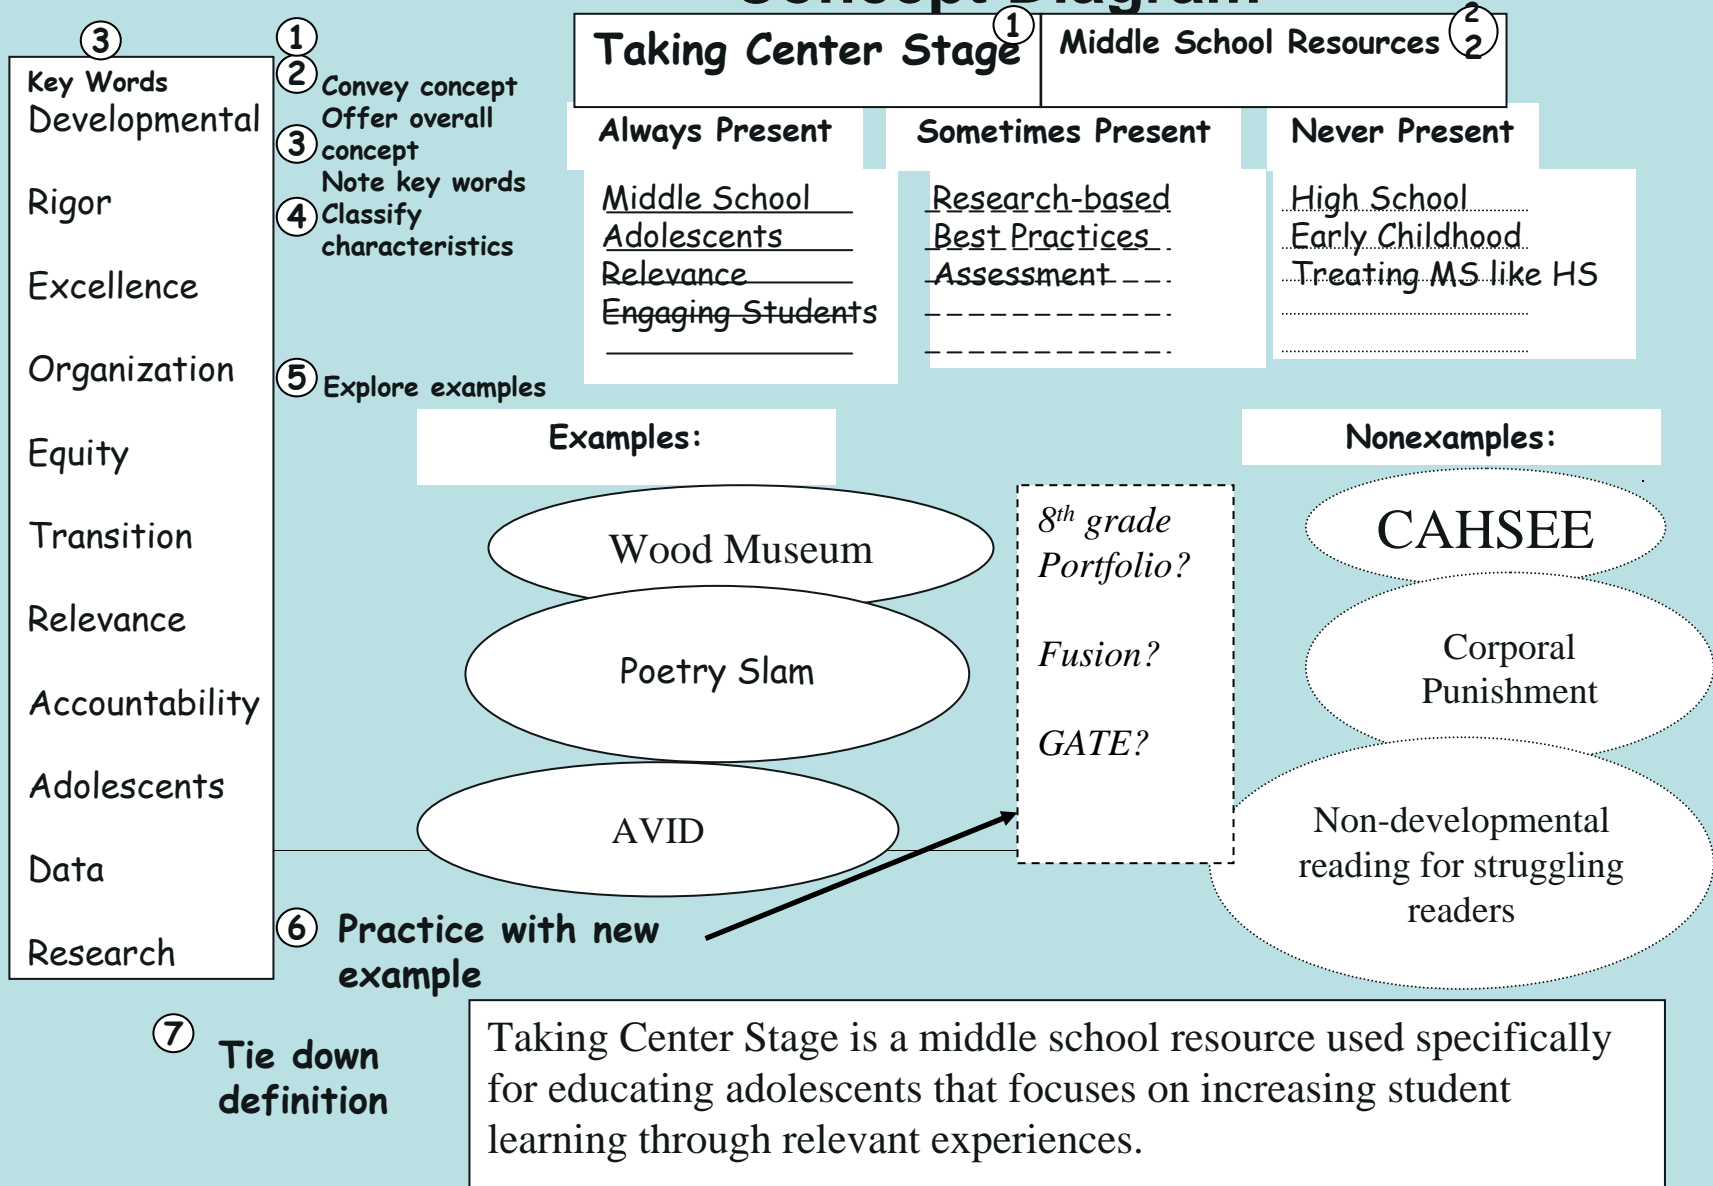 Concept Diagram
3
Key Words
Developmental
Rigor
Excellence
Organization
Equity
Transition
Relevance
Accountability
Adolescents
Data
Research
1
2
Convey concept
Offer overall
3
concept
Note key words
4
Classify
characteristics
5
Explore examples
Taking Center Stage
1
Middle School Resources
2
2
Always Present
Middle School
Adolescents
Relevance
Engaging Students
Sometimes Present
Research-based
Best Practices
Assessment
Never Present
High School
Early Childhood
Treating MS like HS
Examples:
Wood Museum
Poetry Slam
AVID
8th grade
Portfolio?
Fusion?
GATE?
Nonexamples:
CAHSEE
Corporal
Punishment
Non-developmental
reading for struggling
readers
6
Practice with new
example
7
Tie down
definition
Taking Center Stage is a middle school resource used specifically
for educating adolescents that focuses on increasing student
learning through relevant experiences.